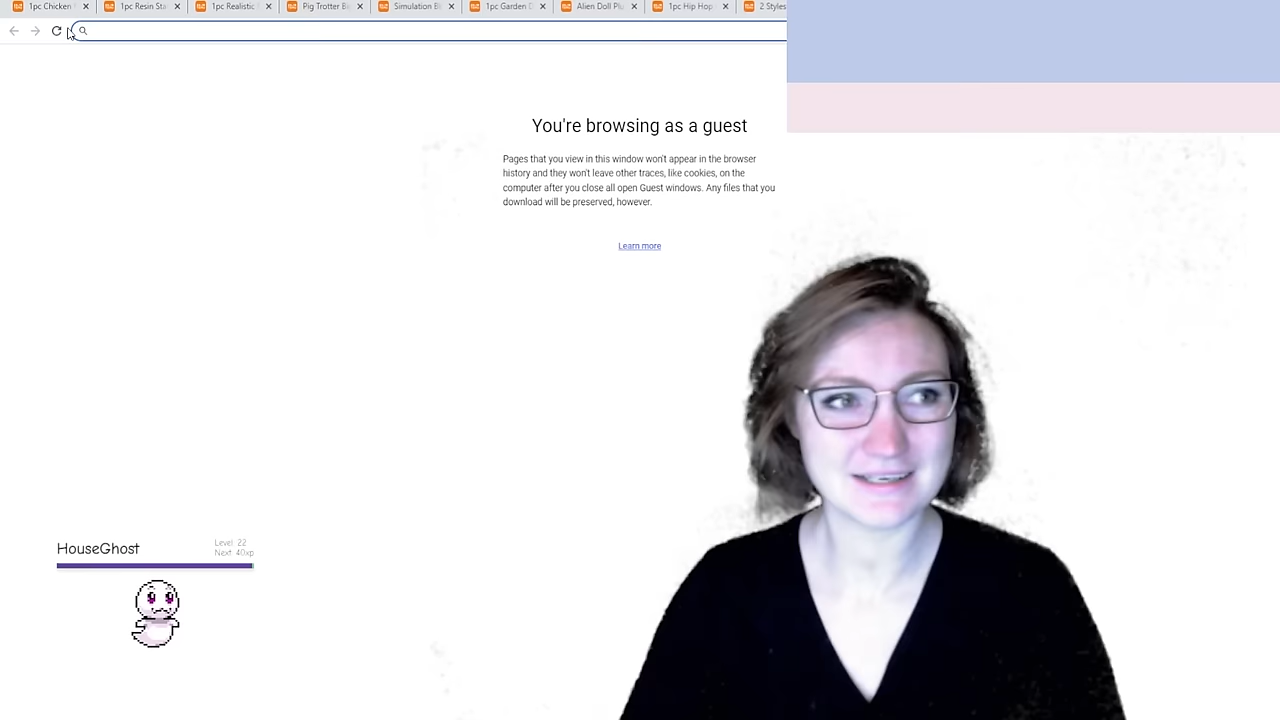 1pc Chicken
1pc Resin Sta
1pc Realistic
Pig Trotter Bi
Simulation B
1pc Garden D
Alien Doll Plu
1pc Hip Hop
2 Styles
You're browsing as a guest
Pages that you view in this window won't appear in the browser
history and they won't leave other traces, like cookies, on the
computer after you close all open Guest windows. Any files that you
download will be preserved, however.
Learn more
HouseGhost
Level: 22
Next: 40xp